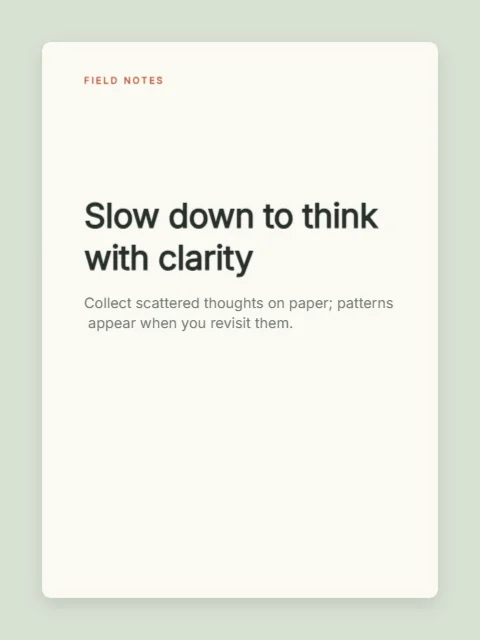 FIELD NOTES
Slow down to think
with clarity
Collect scattered thoughts on paper; patterns
appear when you revisit them.